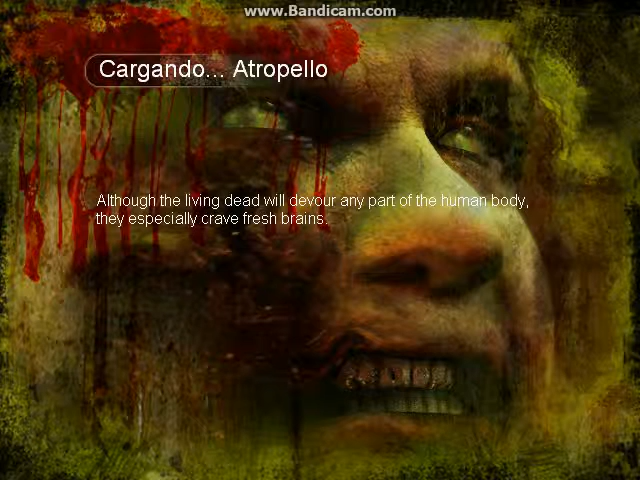 www.Bandicam.com
Cargando... Atropello
Although the living dead will devour any part of the human body,
they especially crave fresh brains.